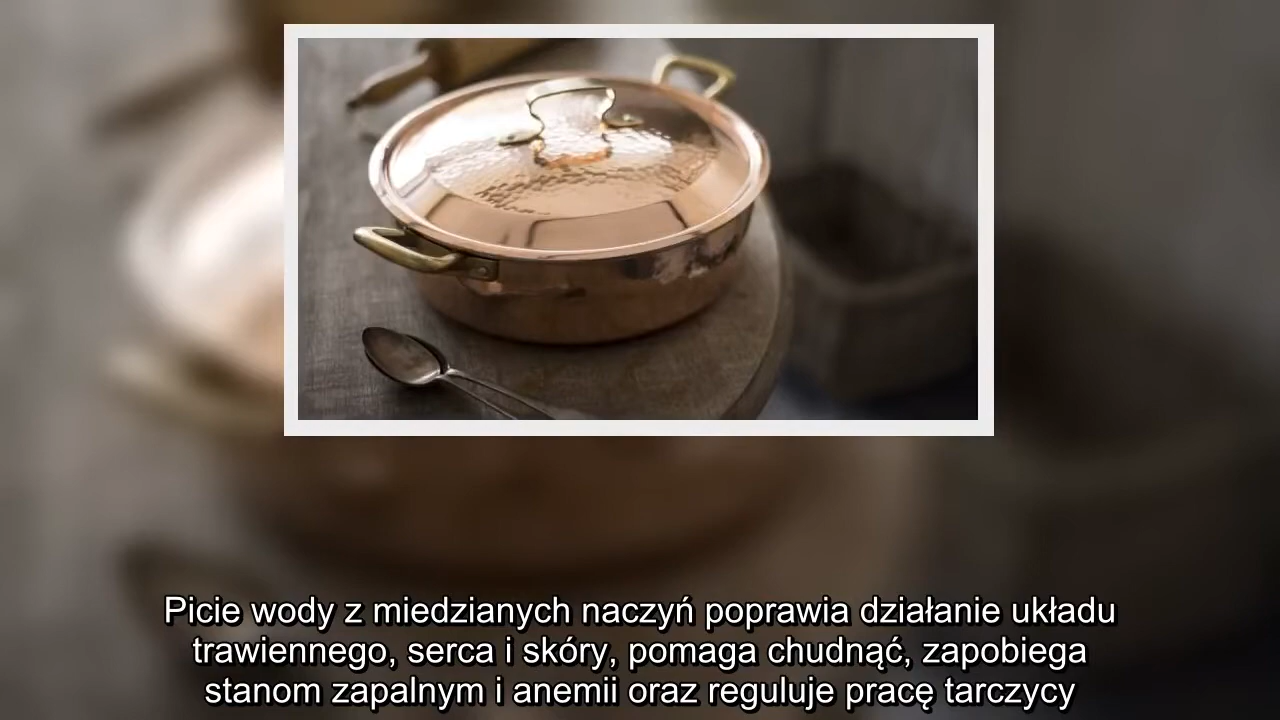 Picie wody z miedzianych naczyń poprawia działanie układu
trawiennego, serca i skóry, pomaga chudnąć, zapobiega
stanom zapalnym i anemii oraz reguluje pracę tarczycy